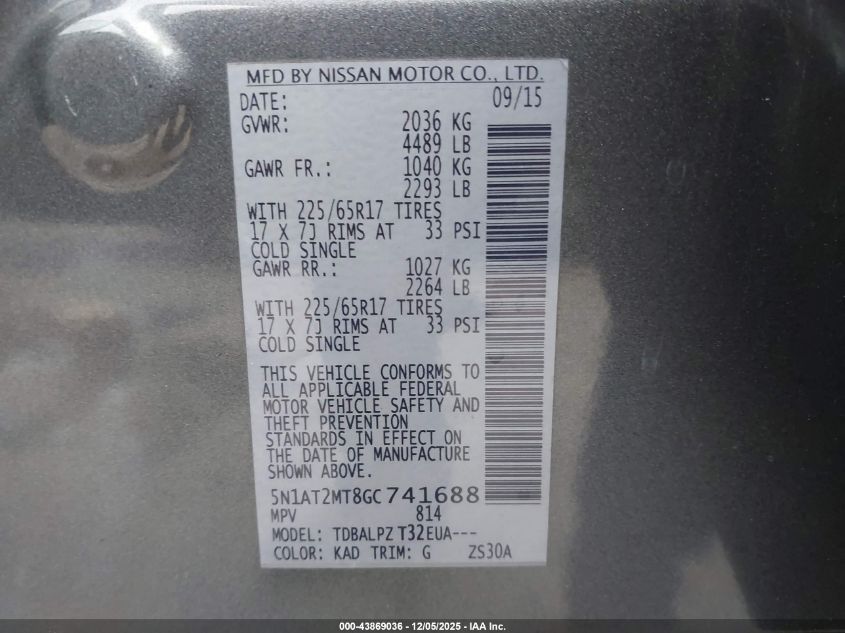 MFD BY NISSAN MOTOR CO., LTD.
DATE: 09/15
GVWR: 2036 KG
4489 LB
GAWR FR.: 1040 KG
2293 LB
WITH 225/65R17 TIRES
17 X 7J RIMS AT 33 PSI
COLD SINGLE
GAWR RR.: 1027 KG
2264 LB
WITH 225/65R17 TIRES
17 X 7J RIMS AT 33 PSI
COLD SINGLE
THIS VEHICLE CONFORMS TO
ALL APPLICABLE FEDERAL
MOTOR VEHICLE SAFETY AND
THEFT PREVENTION
STANDARDS IN EFFECT ON
THE DATE OF MANUFACTURE
SHOWN ABOVE.
5N1AT2MT8GC741688
MPV 814
MODEL: TDBALPZ T32EUA---
COLOR: KAD TRIM: G ZS30A
000-43869036 - 12/05/2025 - IAA Inc.